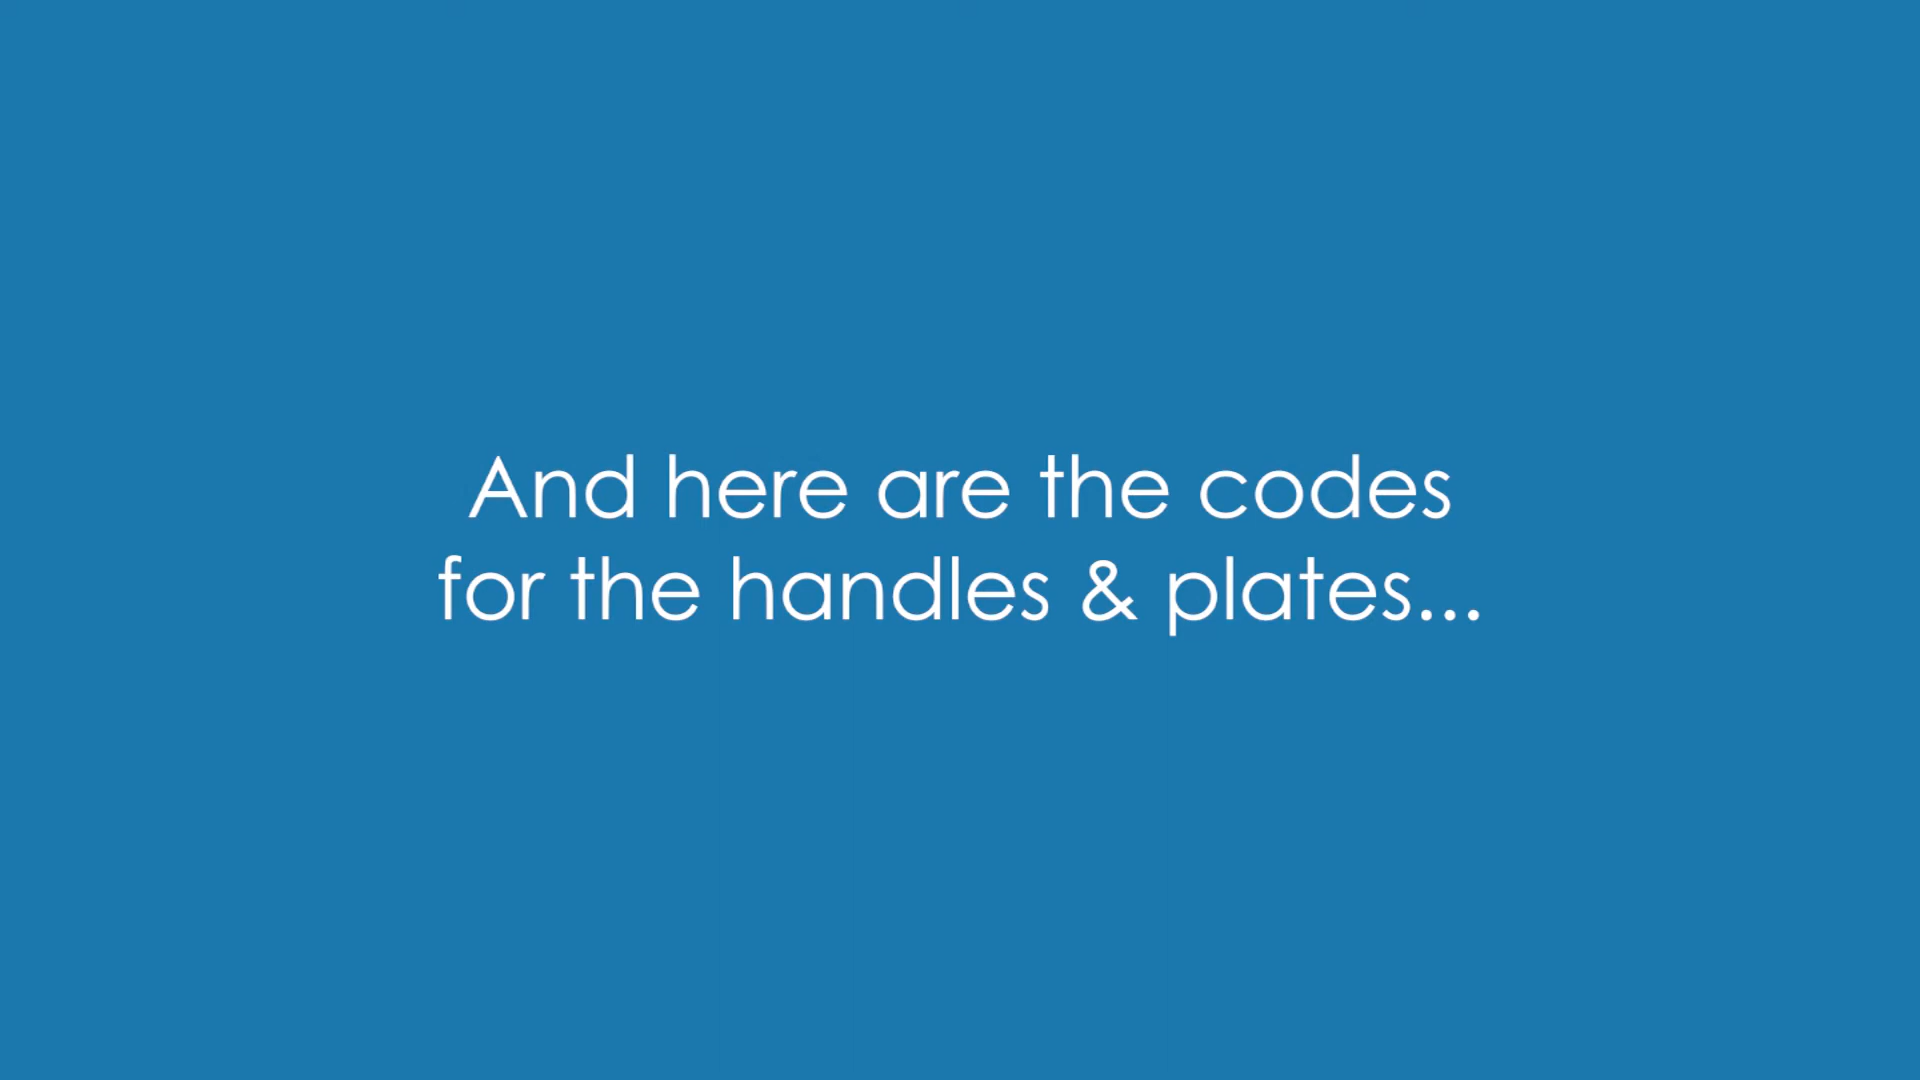 And here are the codes
for the handles & plates...